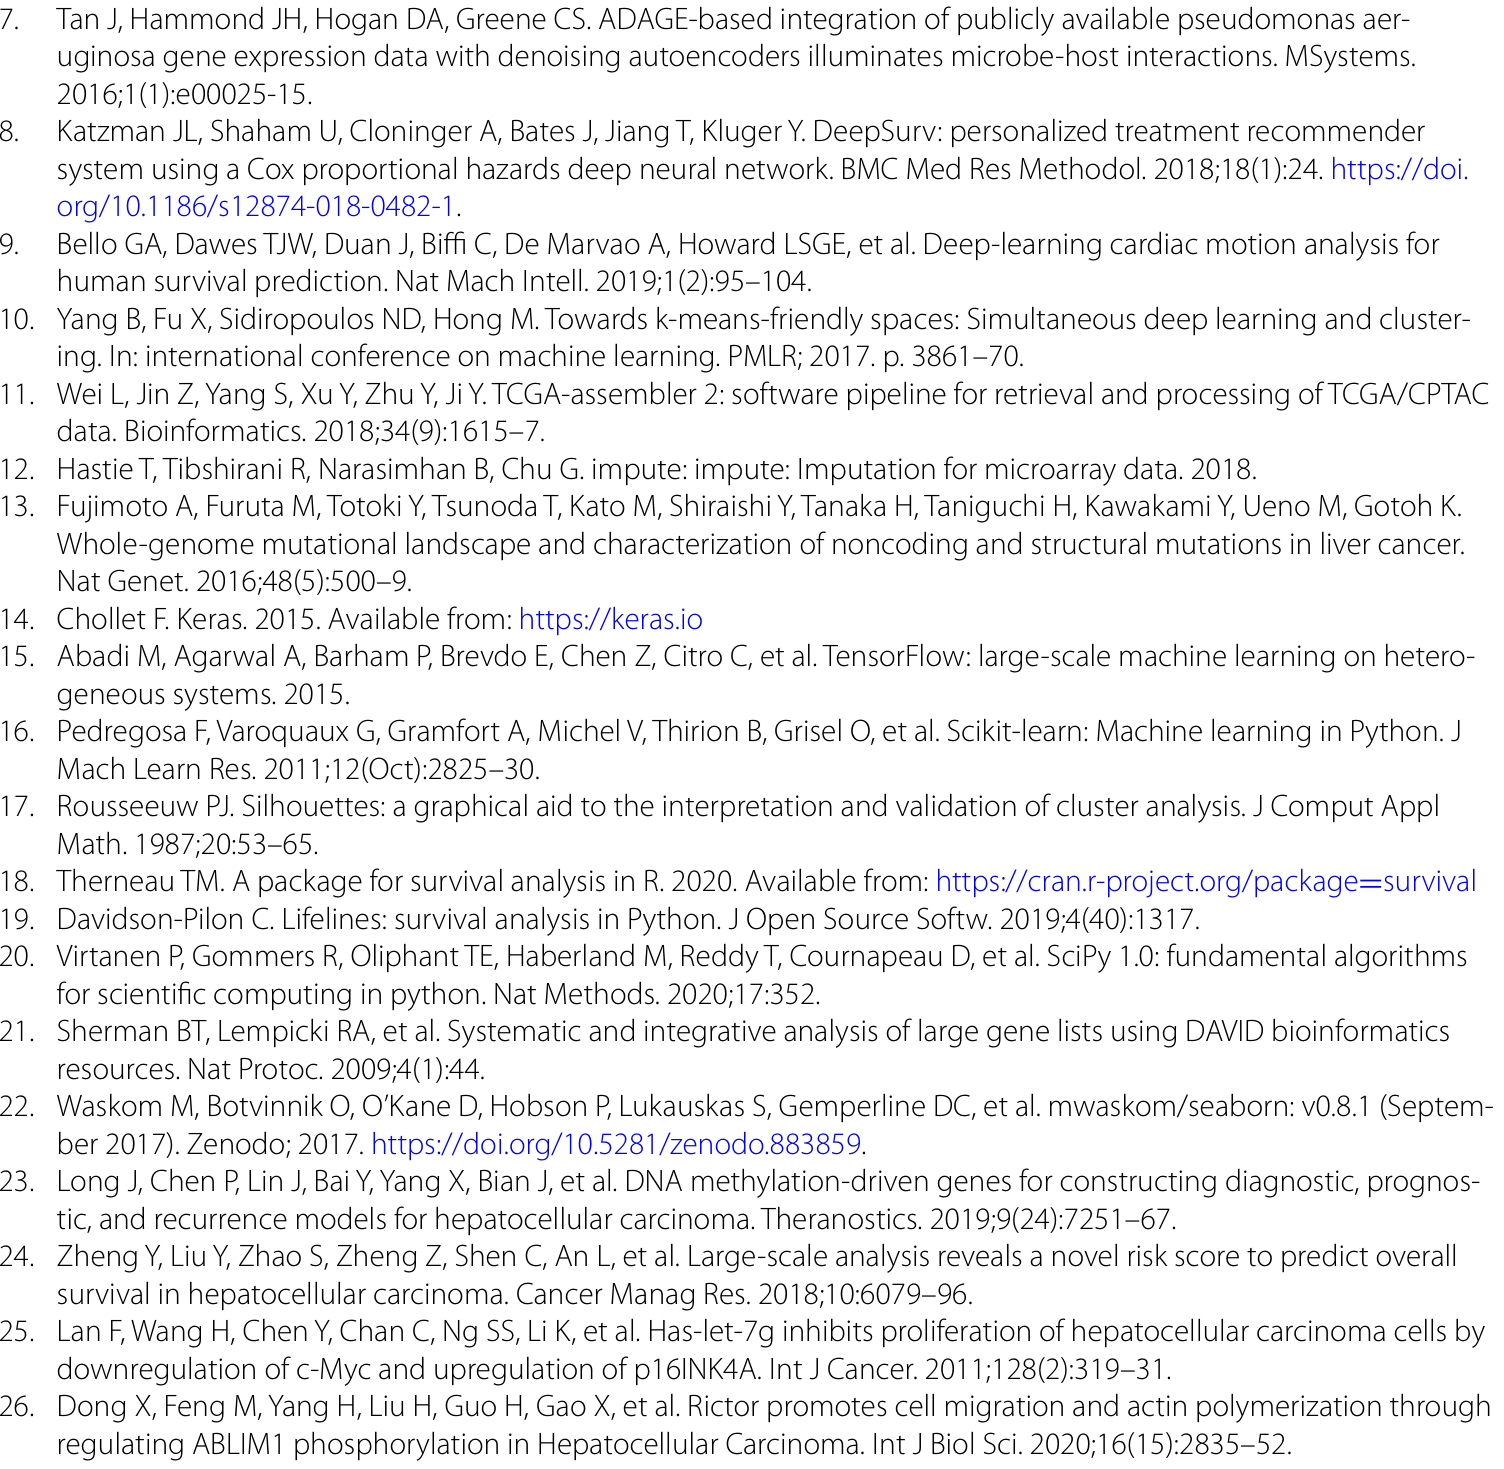 7. Tan J, Hammond JH, Hogan DA, Greene CS. ADAGE-based integration of publicly available pseudomonas aer-
uginosa gene expression data with denoising autoencoders illuminates microbe-host interactions. MSystems.
2016;1(1):e00025-15.
8. Katzman JL, Shaham U, Cloninger A, Bates J, Jiang T, Kluger Y. DeepSurv: personalized treatment recommender
system using a Cox proportional hazards deep neural network. BMC Med Res Methodol. 2018;18(1):24. https://doi.
org/10.1186/s12874-018-0482-1.
9. Bello GA, Dawes TJW, Duan J, Biffi C, De Marvao A, Howard LSGE, et al. Deep-learning cardiac motion analysis for
human survival prediction. Nat Mach Intell. 2019;1(2):95–104.
10. Yang B, Fu X, Sidiropoulos ND, Hong M. Towards k-means-friendly spaces: Simultaneous deep learning and cluster-
ing. In: international conference on machine learning. PMLR; 2017. p. 3861–70.
11. Wei L, Jin Z, Yang S, Xu Y, Zhu Y, Ji Y. TCGA-assembler 2: software pipeline for retrieval and processing of TCGA/CPTAC
data. Bioinformatics. 2018;34(9):1615–7.
12. Hastie T, Tibshirani R, Narasimhan B, Chu G. impute: impute: Imputation for microarray data. 2018.
13. Fujimoto A, Furuta M, Totoki Y, Tsunoda T, Kato M, Shiraishi Y, Tanaka H, Taniguchi H, Kawakami Y, Ueno M, Gotoh K.
Whole-genome mutational landscape and characterization of noncoding and structural mutations in liver cancer.
Nat Genet. 2016;48(5):500–9.
14. Chollet F. Keras. 2015. Available from: https://keras.io
15. Abadi M, Agarwal A, Barham P, Brevdo E, Chen Z, Citro C, et al. TensorFlow: large-scale machine learning on hetero-
geneous systems. 2015.
16. Pedregosa F, Varoquaux G, Gramfort A, Michel V, Thirion B, Grisel O, et al. Scikit-learn: Machine learning in Python. J
Mach Learn Res. 2011;12(Oct):2825–30.
17. Rousseeuw PJ. Silhouettes: a graphical aid to the interpretation and validation of cluster analysis. J Comput Appl
Math. 1987;20:53–65.
18. Therneau TM. A package for survival analysis in R. 2020. Available from: https://cran.r-project.org/package=survival
19. Davidson-Pilon C. Lifelines: survival analysis in Python. J Open Source Softw. 2019;4(40):1317.
20. Virtanen P, Gommers R, Oliphant TE, Haberland M, Reddy T, Cournapeau D, et al. SciPy 1.0: fundamental algorithms
for scientific computing in python. Nat Methods. 2020;17:352.
21. Sherman BT, Lempicki RA, et al. Systematic and integrative analysis of large gene lists using DAVID bioinformatics
resources. Nat Protoc. 2009;4(1):44.
22. Waskom M, Botvinnik O, O’Kane D, Hobson P, Lukauskas S, Gemperline DC, et al. mwaskom/seaborn: v0.8.1 (Septem-
ber 2017). Zenodo; 2017. https://doi.org/10.5281/zenodo.883859.
23. Long J, Chen P, Lin J, Bai Y, Yang X, Bian J, et al. DNA methylation-driven genes for constructing diagnostic, prognos-
tic, and recurrence models for hepatocellular carcinoma. Theranostics. 2019;9(24):7251–67.
24. Zheng Y, Liu Y, Zhao S, Zheng Z, Shen C, An L, et al. Large-scale analysis reveals a novel risk score to predict overall
survival in hepatocellular carcinoma. Cancer Manag Res. 2018;10:6079–96.
25. Lan F, Wang H, Chen Y, Chan C, Ng SS, Li K, et al. Has-let-7g inhibits proliferation of hepatocellular carcinoma cells by
downregulation of c-Myc and upregulation of p16INK4A. Int J Cancer. 2011;128(2):319–31.
26. Dong X, Feng M, Yang H, Liu H, Guo H, Gao X, et al. Rictor promotes cell migration and actin polymerization through
regulating ABLIM1 phosphorylation in Hepatocellular Carcinoma. Int J Biol Sci. 2020;16(15):2835–52.